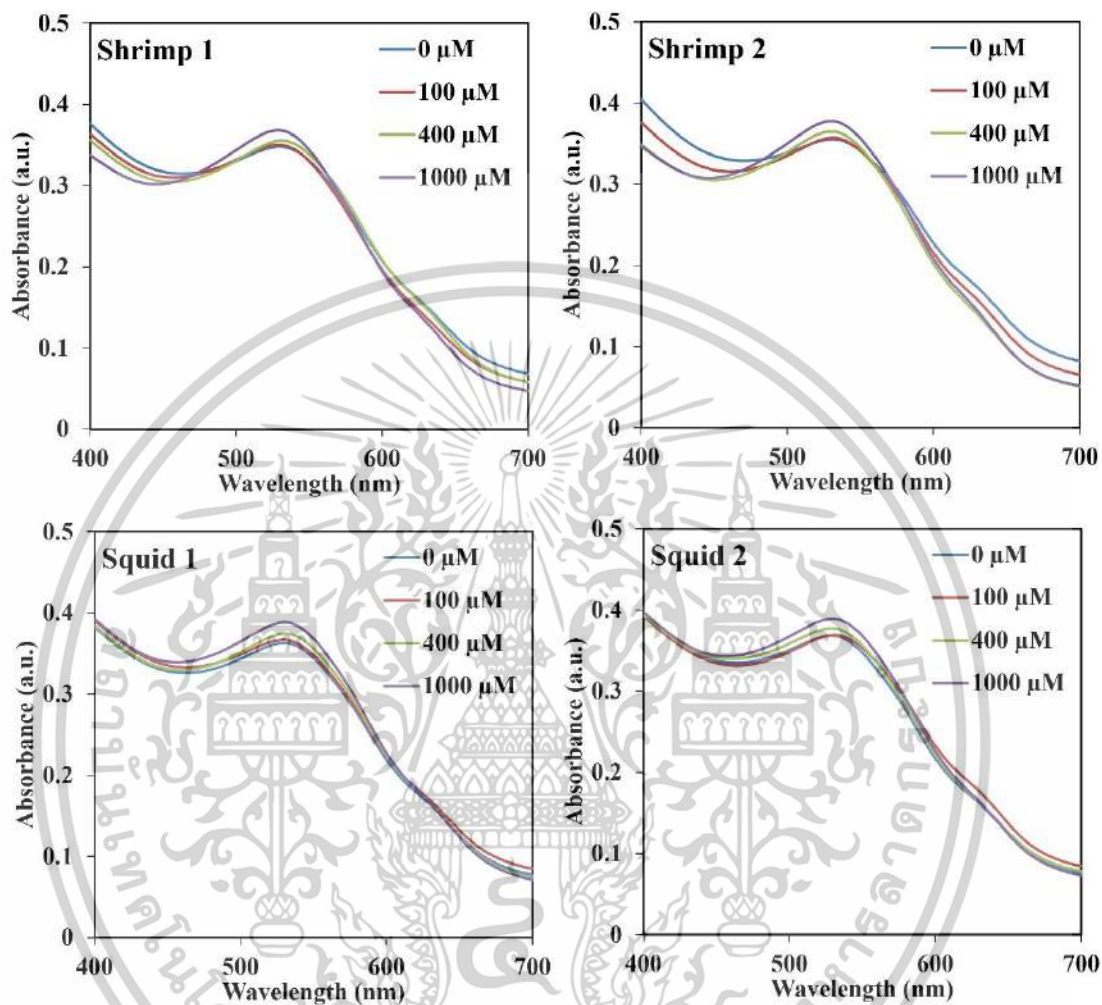 Shrimp 1
0 µM
100 µM
400 µM
1000 µM
0.5
0.4
0.3
0.2
0.1
0
400
500
600
700
Absorbance (a.u.)
Wavelength (nm)
Shrimp 2
0 µM
100 µM
400 µM
1000 µM
0.5
0.4
0.3
0.2
0.1
0
400
500
600
700
Absorbance (a.u.)
Wavelength (nm)
Squid 1
0 µM
100 µM
400 µM
1000 µM
0.5
0.4
0.3
0.2
0.1
0
400
500
600
700
Absorbance (a.u.)
Wavelength (nm)
Squid 2
0 µM
100 µM
400 µM
1000 µM
0.5
0.4
0.3
0.2
0.1
0
400
500
600
700
Absorbance (a.u.)
Wavelength (nm)